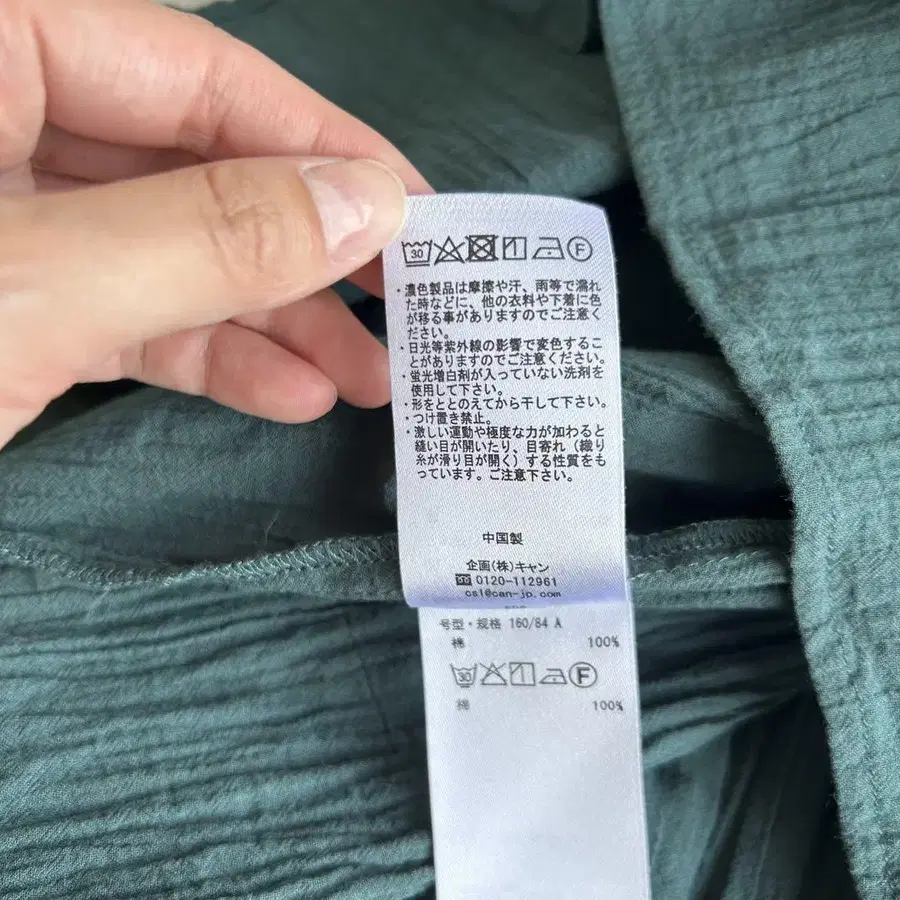 30 F
・濃色製品は摩擦や汗、雨等で濡れ
た時などに、他の衣料や下着に色
が移る事がありますのでご注意く
ださい。
・日光等紫外線の影響で変色するこ
とがありますのでご注意ください。
・蛍光増白剤が入っていない洗剤を
使用して下さい。
・形をととのえてから干して下さい。
・つけ置き禁止。
・激しい運動や極度な力が加わると
縫い目が開いたり、目寄れ（織り
糸が滑り目が開く）する性質をも
っています。ご注意下さい。
中国製
企画(株)キャン
0120-112961
cs1@can-jp.com
号型・规格 160/84 A
棉 100%
30 F
棉 100%